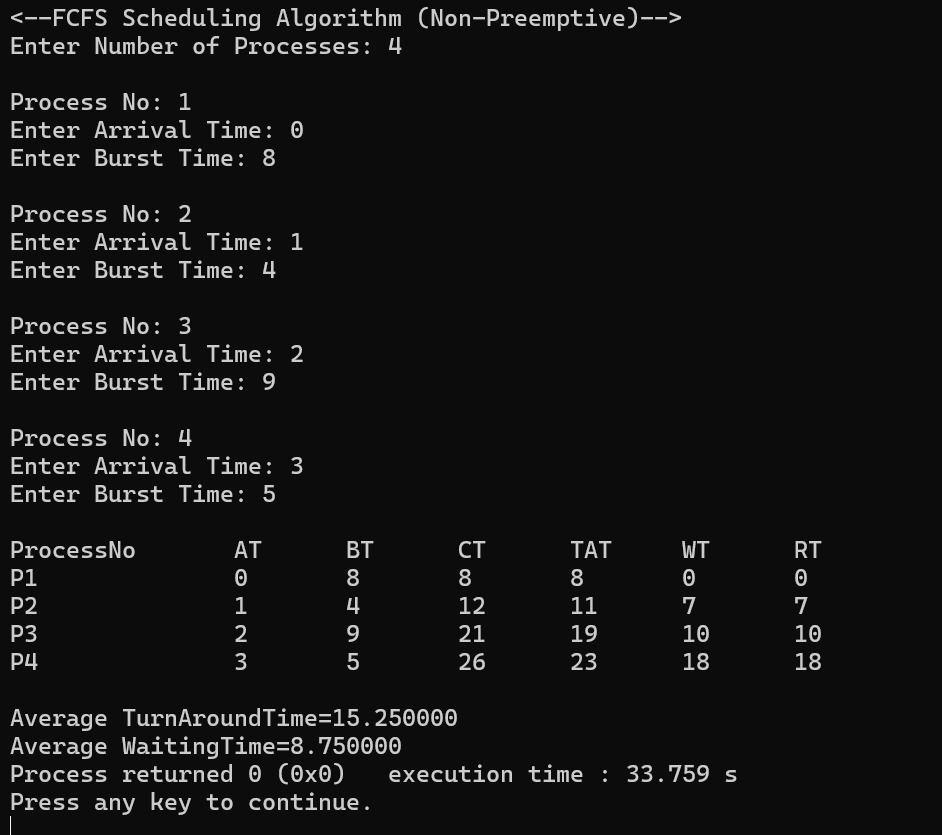 <--FCFS Scheduling Algorithm (Non-Preemptive)-->
Enter Number of Processes: 4
Process No: 1
Enter Arrival Time: 0
Enter Burst Time: 8
Process No: 2
Enter Arrival Time: 1
Enter Burst Time: 4
Process No: 3
Enter Arrival Time: 2
Enter Burst Time: 9
Process No: 4
Enter Arrival Time: 3
Enter Burst Time: 5
ProcessNo AT BT CT TAT WT RT
P1 0 8 8 8 0 0
P2 1 4 12 11 7 7
P3 2 9 21 19 10 10
P4 3 5 26 23 18 18
Average TurnAroundTime=15.250000
Average WaitingTime=8.750000
Process returned 0 (0x0)   execution time : 33.759 s
Press any key to continue.